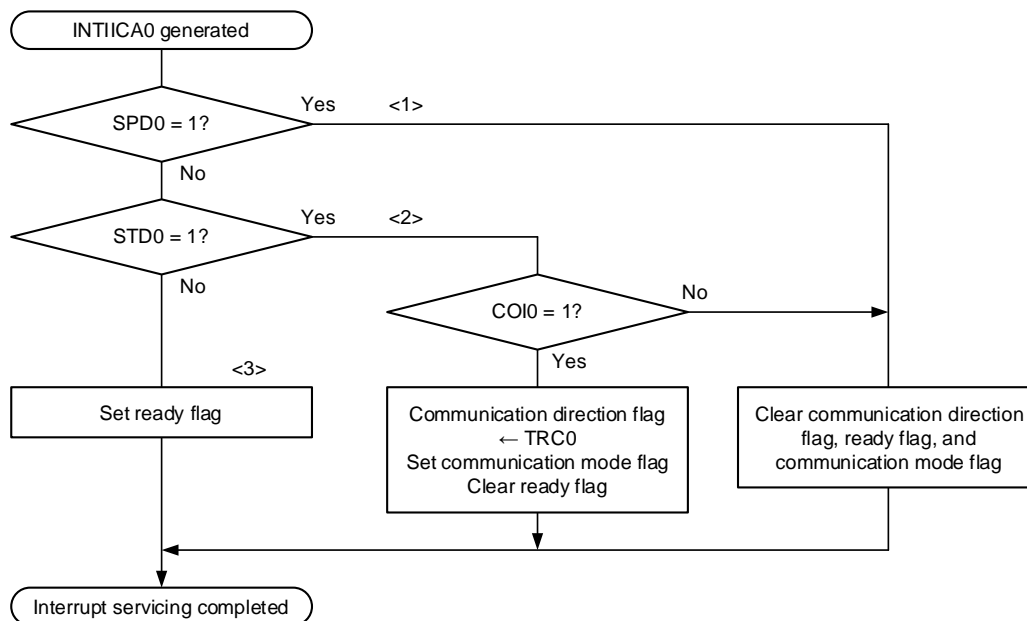 INTIICA0 generated
Yes
<1>
SPD0 = 1?
No
Yes
<2>
STD0 = 1?
No
COI0 = 1?
No
Yes
<3>
Set ready flag
Communication direction flag
← TRC0
Set communication mode flag
Clear ready flag
Clear communication direction
flag, ready flag, and
communication mode flag
Interrupt servicing completed